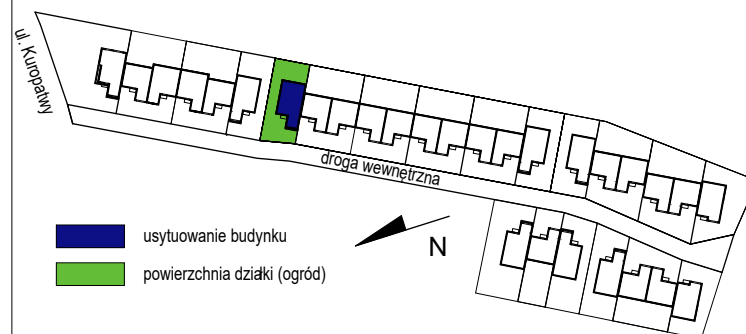 ul. Kuropatwy
droga wewnętrzna
usytuowanie budynku
N
powierzchnia działki (ogród)